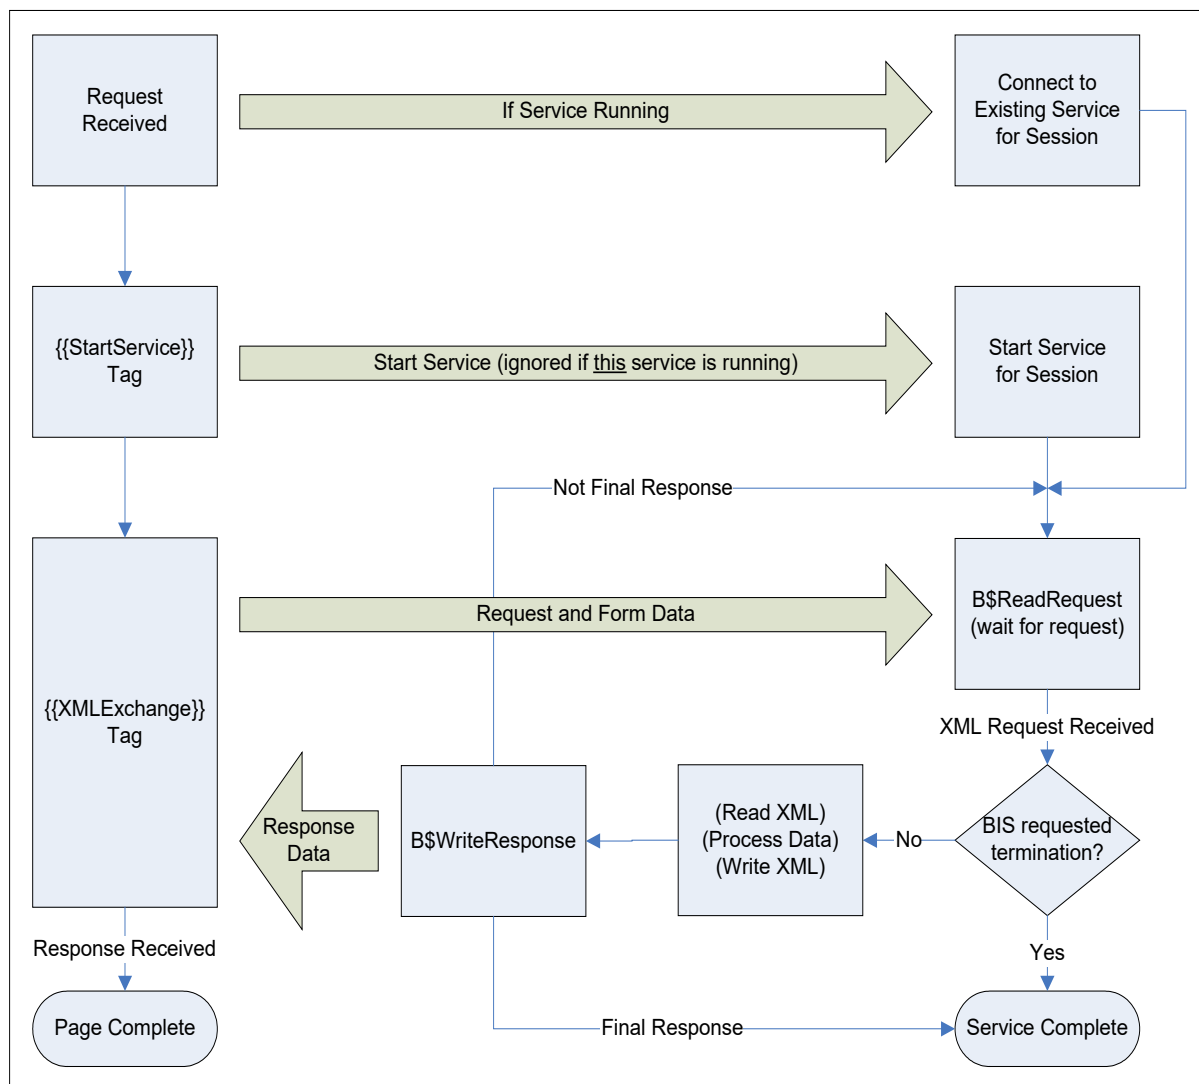 Request
Received
If Service Running
Connect to
Existing Service
for Session
{{StartService}}
Tag
Start Service (ignored if this service is running)
Start Service
for Session
Not Final Response
{{XMLExchange}}
Tag
Request and Form Data
B$ReadRequest
(wait for request)
XML Request Received
Response
Data
B$WriteResponse
(Read XML)
(Process Data)
(Write XML)
No
BIS requested
termination?
Response Received
Yes
Page Complete
Final Response
Service Complete